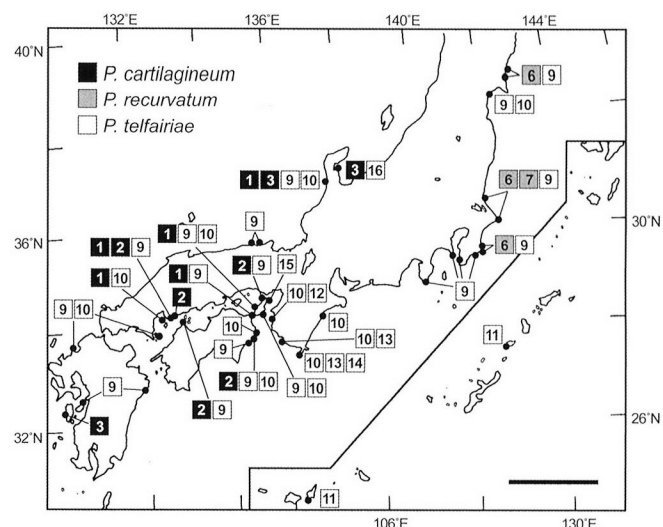 132°E 136°E 140°E 144°E
40°N
P. cartilagineum
P. recurvatum
P. telfairiae
6 9
9 10
3 16
1 3 9 10
6 7 9
30°N
9
1 9 10
36°N
1 2 9
6 9
2 9
15
1 9
1 10
2
10 12
9
9 10
10
10
10 13
11
9
10 13 14
9
2 9 10
9 10
2 9
3
26°N
32°N
11
106°E 130°E